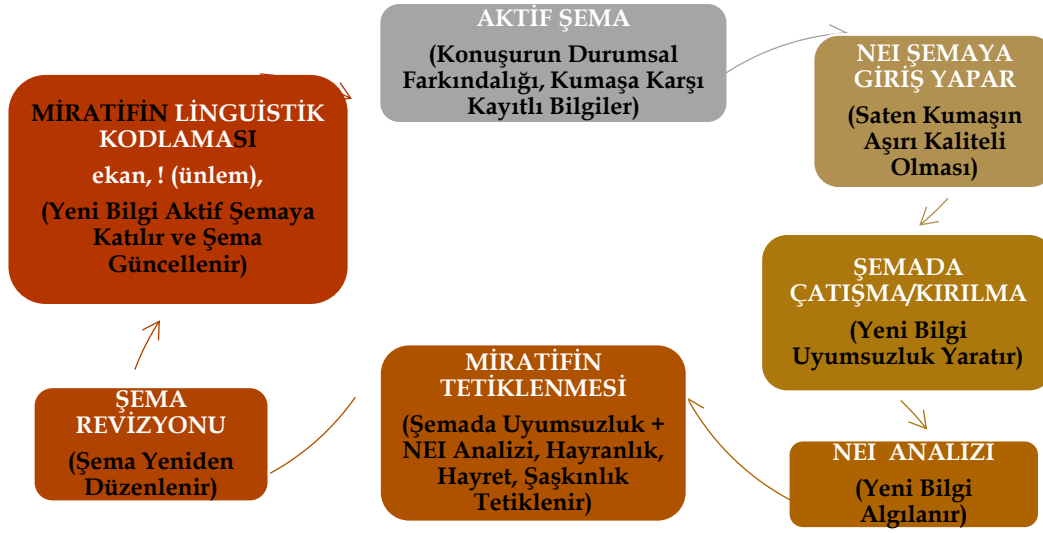 AKTİF ŞEMA
(Konuşurun Durumsal
Farkındalığı, Kumaşa Karşı
Kayıtlı Bilgiler)
NEI ŞEMAYA
GİRİŞ YAPAR
(Saten Kumaşın
Aşırı Kaliteli
Olması)
ŞEMADA
ÇATIŞMA/KIRILMA
(Yeni Bilgi
Uyumsuzluk Yaratır)
NEI ANALIZI
(Yeni Bilgi
Algılanır)
MİRATİFİN
TETİKLENMESİ
(Şemada Uyumsuzluk +
NEI Analizi, Hayranlık,
Hayret, Şaşkınlık
Tetiklenir)
ŞEMA
REVİZYONU
(Şema Yeniden
Düzenlenir)
MİRATİFİN LİNGUİSTİK
KODLAMASI
ekan, ! (ünlem),
(Yeni Bilgi Aktif Şemaya
Katılır ve Şema
Güncellenir)